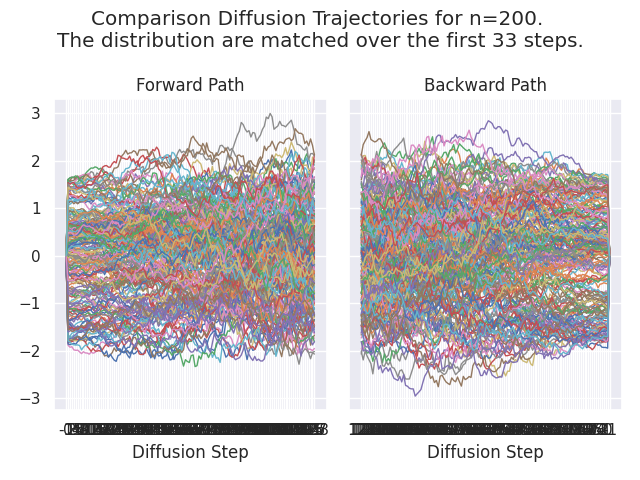 Comparison Diffusion Trajectories for n=200.
The distribution are matched over the first 33 steps.
Forward Path
Backward Path
3
2
1
0
−1
−2
−3
Diffusion Step
Diffusion Step